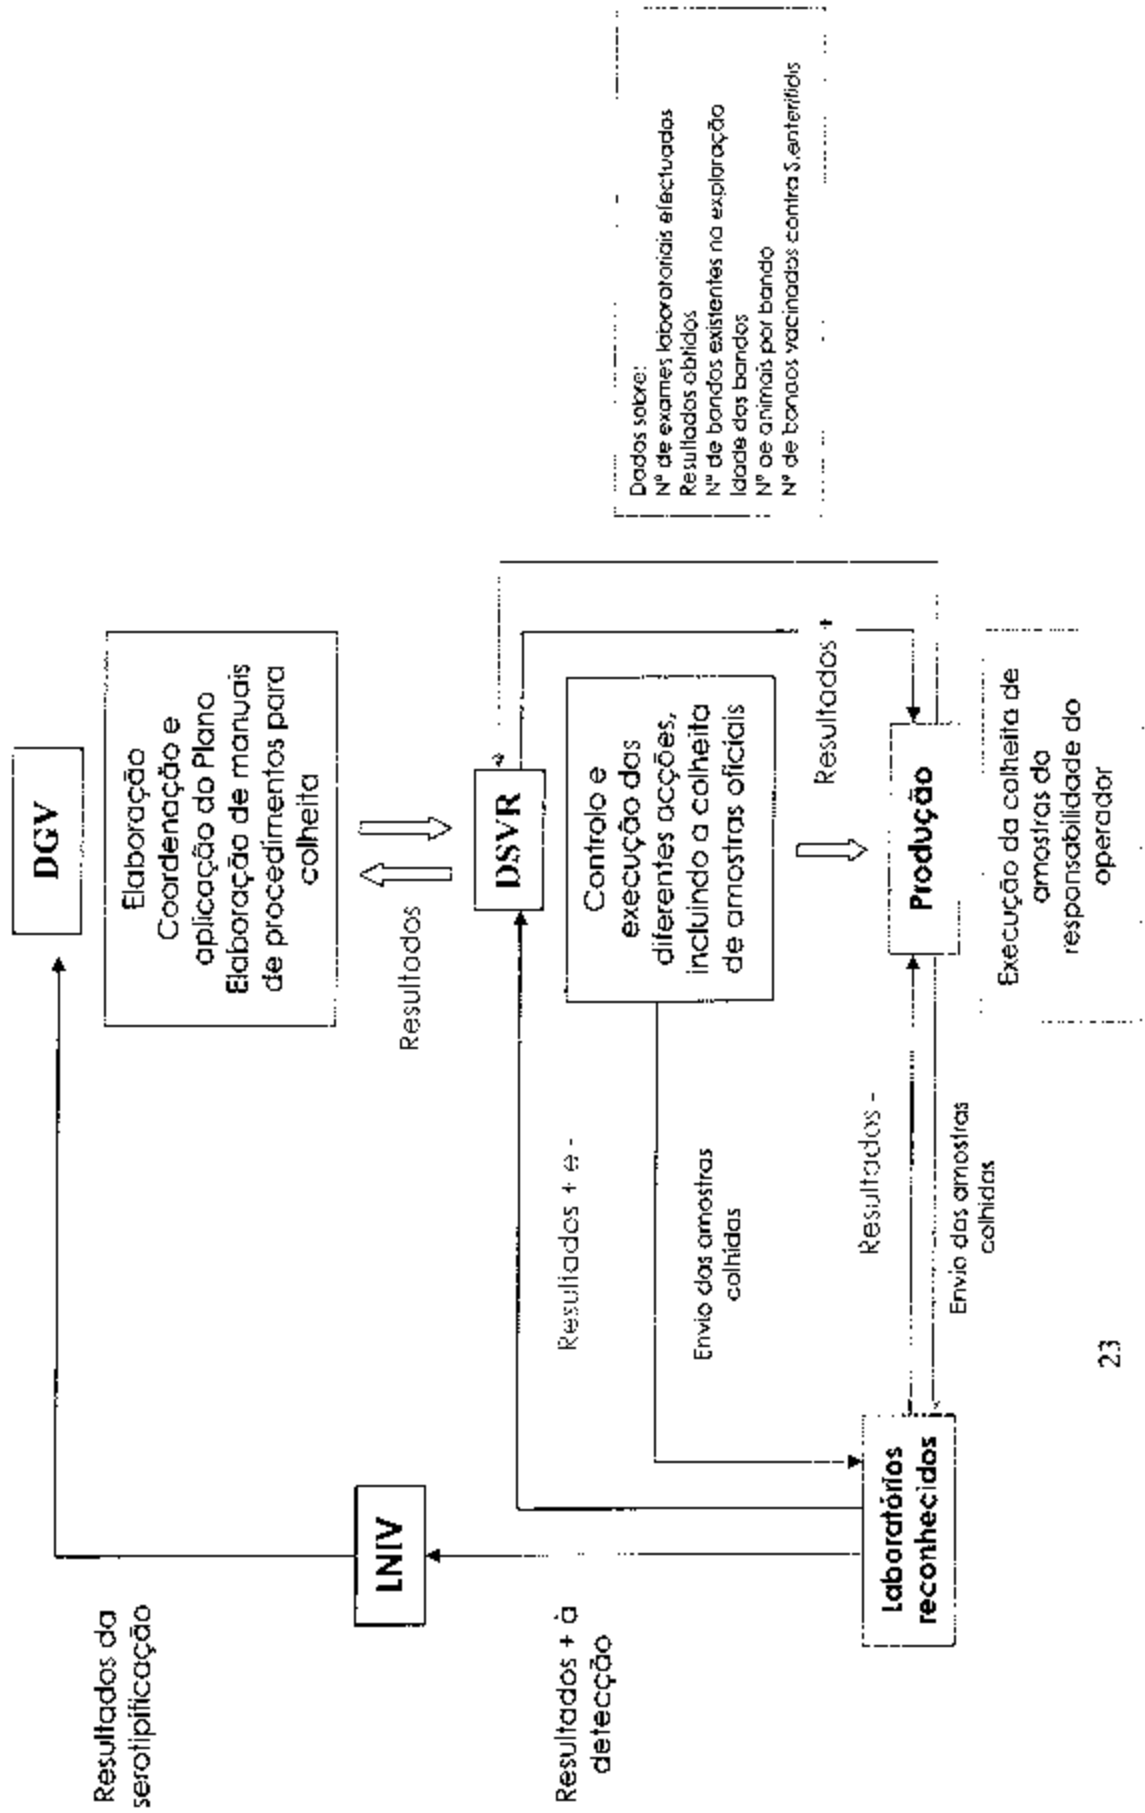 DGV
Elaboração
Coordenação e
aplicação do Plano
Elaboração de manuais
de procedimentos para
colheita
Resultados da
serotipificação
LNIV
Resultados
DSVR
Controlo e
execução das
diferentes acções,
incluindo a colheita
de amostras oficiais
Resultados + e -
Resultados + à
detecção
Envio das amostras
colhidas
Resultados +
Dados sobre:
Nº de exames laboratoriais efectuados
Resultados obtidos
Nº de bandos existentes na exploração
Idade dos bandos
Nº de animais por bando
Nº de bandos vacinados contra S.enteritidis
Laboratórios
reconhecidos
Resultados -
Envio das amostras
colhidas
Produção
Execução da colheita de
amostras da
responsabilidade do
operador
23